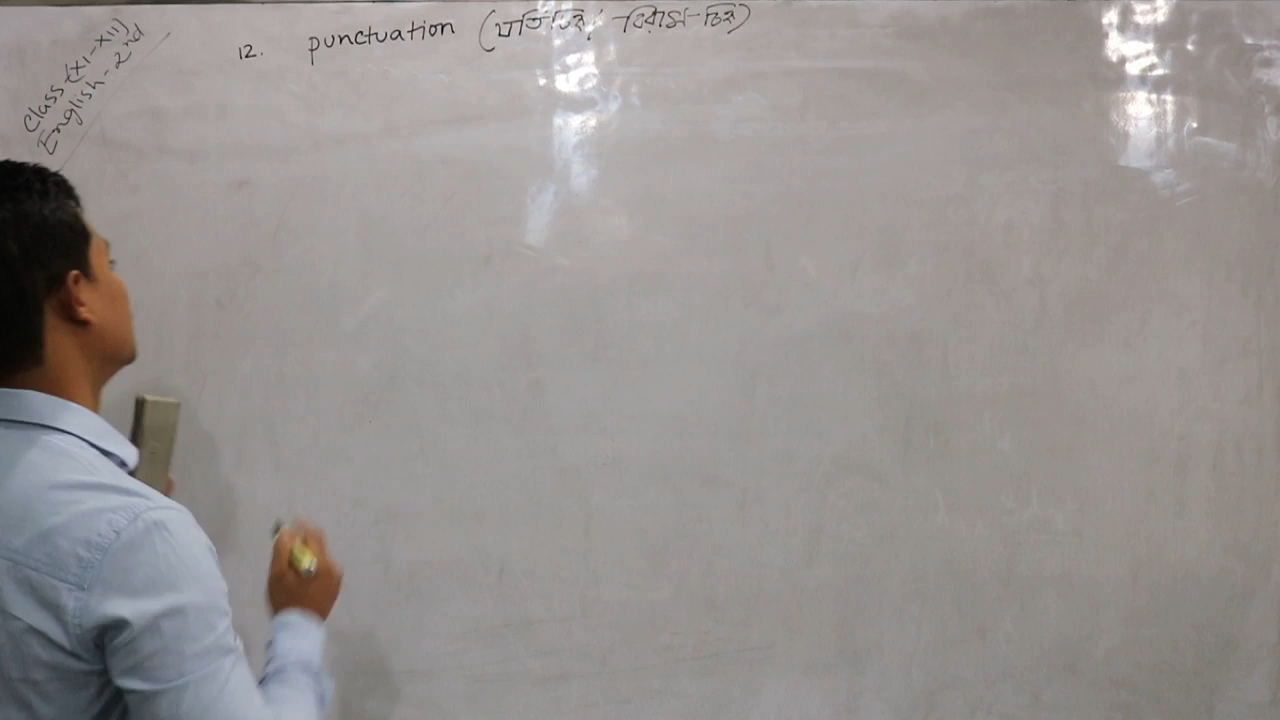 Class (XI-XII)
English-2nd
12. punctuation (যতি চিহ্ন/ বিরাম-চিহ্ন)